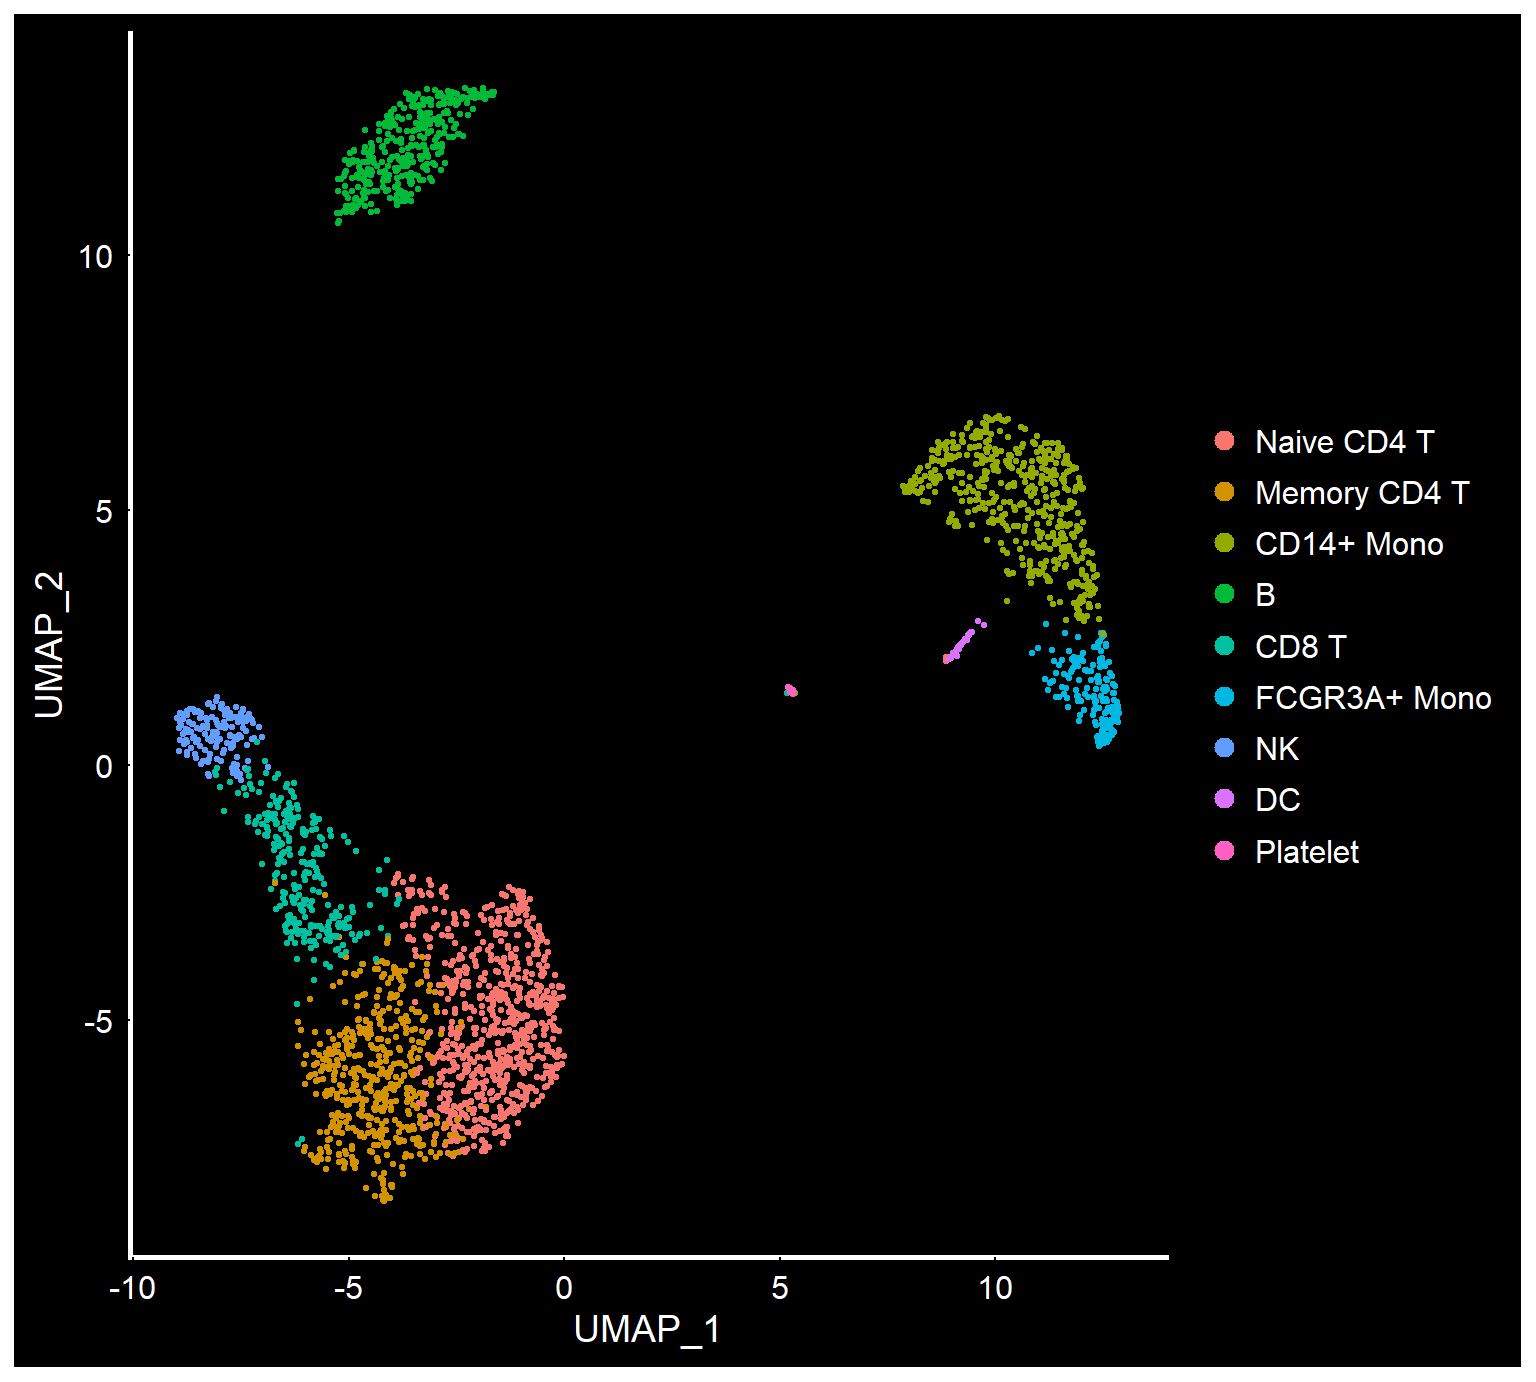 10
5
0
-5
UMAP_2
-10
-5
0
5
10
UMAP_1
Naive CD4 T
Memory CD4 T
CD14+ Mono
B
CD8 T
FCGR3A+ Mono
NK
DC
Platelet